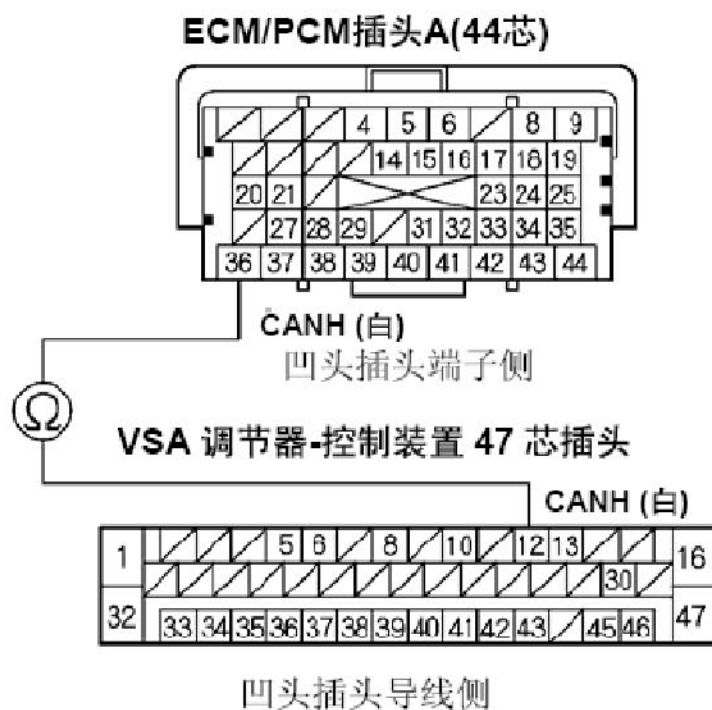 ECM/PCM插头A(44芯)
4 5 6 8 9
14 15 16 17 18 19
20 21 23 24 25
27 28 29 31 32 33 34 35
36 37 38 39 40 41 42 43 44
CANH (白)
凹头插头端子侧
Ω
VSA 调节器-控制装置 47 芯插头
CANH (白)
1 5 6 8 10 12 13 16
30
32 33 34 35 36 37 38 39 40 41 42 43 45 46 47
凹头插头导线侧